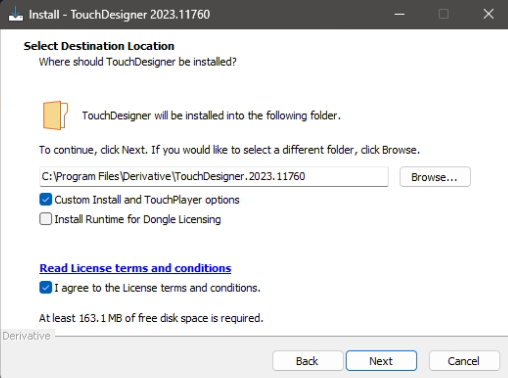 Install - TouchDesigner 2023.11760
Select Destination Location
Where should TouchDesigner be installed?
TouchDesigner will be installed into the following folder.
To continue, click Next. If you would like to select a different folder, click Browse.
C:\Program Files\Derivative\TouchDesigner.2023.11760
Browse...
Custom Install and TouchPlayer options
Install Runtime for Dongle Licensing
Read License terms and conditions
I agree to the License terms and conditions.
At least 163.1 MB of free disk space is required.
Derivative
Back
Next
Cancel